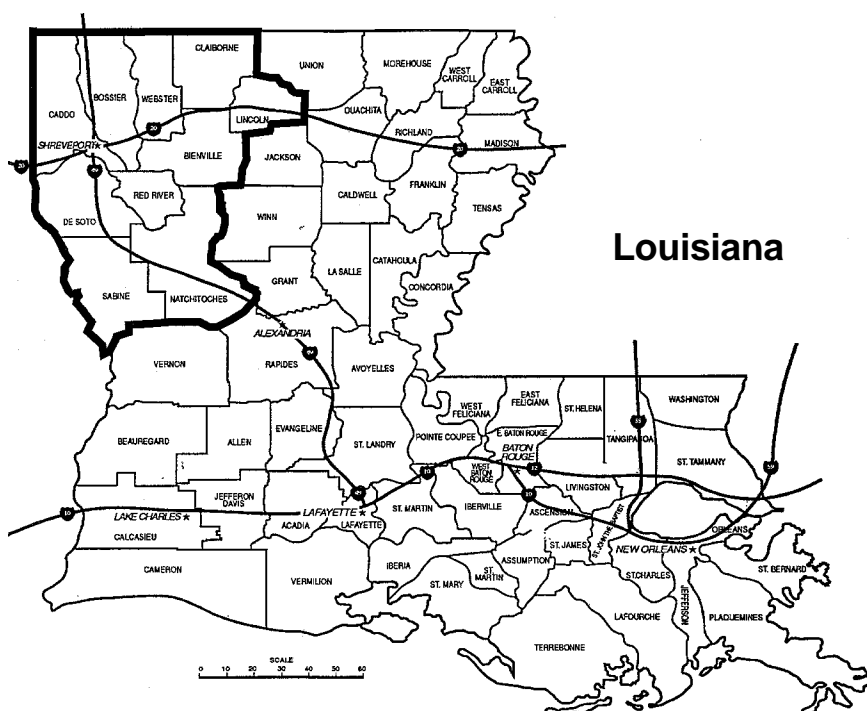 CLAIBORNE
UNION
MOREHOUSE
WEST
CARROLL
EAST
CARROLL
BOSSIER
WEBSTER
CADDO
LINCOLN
OUACHITA
RICHLAND
MADISON
SHREVEPORT
20
20
20
BIENVILLE
JACKSON
49
RED RIVER
CALDWELL
FRANKLIN
TENSAS
DE SOTO
WINN
Louisiana
LA SALLE
CATAHOULA
GRANT
CONCORDIA
SABINE
NATCHITOCHES
ALEXANDRIA
49
VERNON
RAPIDES
AVOYELLES
WEST
FELICIANA
EAST
FELICIANA
ST. HELENA
WASHINGTON
BEAUREGARD
ALLEN
EVANGELINE
ST. LANDRY
POINTE COUPEE
E. BATON ROUGE
BATON
ROUGE
TANGIPAHOA
55
ST. TAMMANY
59
WEST
BATON
ROUGE
12
10
10
49
LIVINGSTON
JEFFERON
DAVIS
LAKE CHARLES
10
CALCASIEU
ACADIA
LAFAYETTE
LAFAYETTE
ST. MARTIN
IBERVILLE
ASCENSION
ST. JOHN THE BAPTIST
ORLEANS
NEW ORLEANS
CAMERON
VERMILION
IBERIA
ST. MARTIN
ST. MARY
ASSUMPTION
ST. JAMES
ST.CHARLES
ST. BERNARD
JEFFERSON
LAFOURCHE
PLAQUEMINES
TERREBONNE
SCALE
0 10 20 30 40 50 60